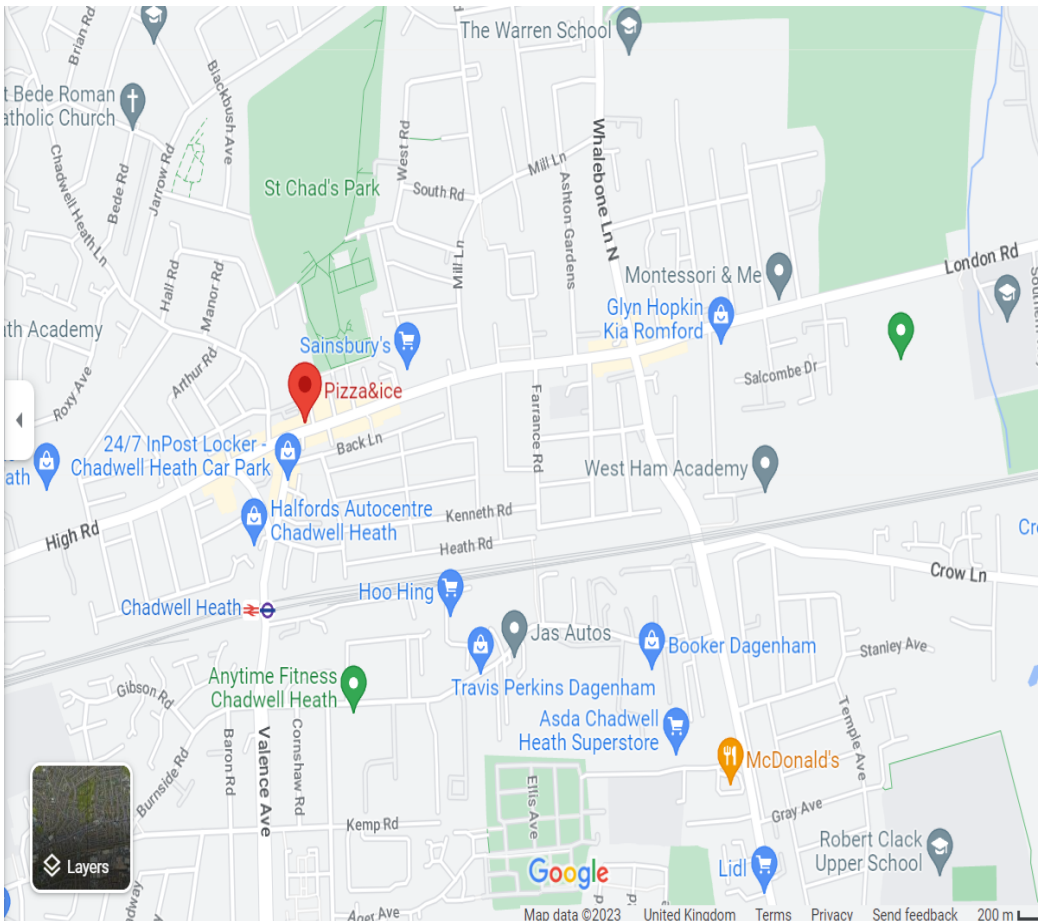 The Warren School
Brian Rd
t Bede Roman
atholic Church
Blackbush Ave
Chadwell Heath Ln
Bede Rd
Jarrow Rd
West Rd
Whalebone Ln N
Mill Ln
St Chad's Park
South Rd
Ashton Gardens
Mill Ln
London Rd
Hall Rd
Manor Rd
Montessori & Me
Glyn Hopkin
Kia Romford
ath Academy
Sainsbury's
Arthur Rd
Roxy Ave
Salcombe Dr
Pizza&ice
Farrance Rd
Back Ln
24/7 InPost Locker -
Chadwell Heath Car Park
West Ham Academy
ath
Halfords Autocentre
Chadwell Heath
Kenneth Rd
High Rd
Heath Rd
Cro
Crow Ln
Hoo Hing
Chadwell Heath
Jas Autos
Booker Dagenham
Stanley Ave
Anytime Fitness
Chadwell Heath
Travis Perkins Dagenham
Gibson Rd
Asda Chadwell
Heath Superstore
Temple Ave
Baron Rd
Valence Ave
Cornshaw Rd
McDonald's
Burnside Rd
Ellis Ave
Gray Ave
Kemp Rd
Robert Clack
Upper School
Layers
Google
Lidl
Map data ©2023 United Kingdom Terms Privacy Send feedback 200 m